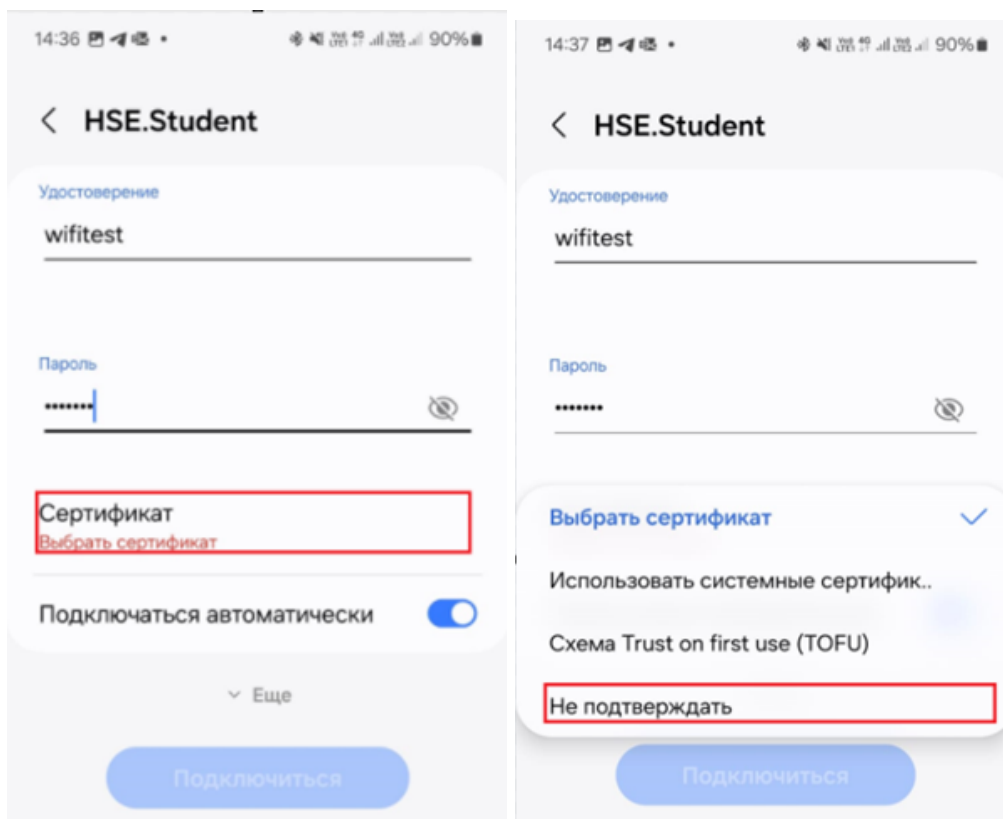 14:36
90%
HSE.Student
Удостоверение
wifitest
Пароль
•••••••
Сертификат
Выбрать сертификат
Подключаться автоматически
Еще
Подключиться
14:37
90%
HSE.Student
Удостоверение
wifitest
Пароль
•••••••
Выбрать сертификат
Использовать системные сертифик..
Схема Trust on first use (TOFU)
Не подтверждать
Подключиться